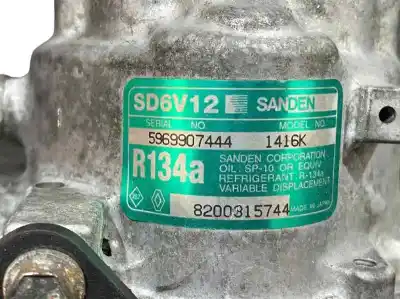 SD6V12 SANDEN
SERIAL NO. MODEL NO.
5969907444 1416K
R134a
SANDEN CORPORATION
OIL: SP-10 OR EQUIV
REFRIGERANT: R-134a
VARIABLE DISPLACEMENT
MADE IN JAPAN
8200315744